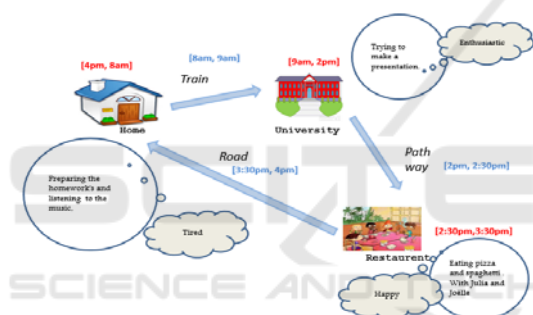 [4pm, 8am]
[8am, 9am]
[9am, 2pm]
Train
Home
University
Trying to
make a
presentation.
Enthusiartic
Road
[3:30pm, 4pm]
Path
way
[2pm, 2:30pm]
Preparing the
homework's and
listening to the
music.
Tired
Restaurent
[2:30pm,3:30pm]
Eating pizza
and spaghetti
With Julia and
Joëlle
Happy
SCIENCE AND TECH